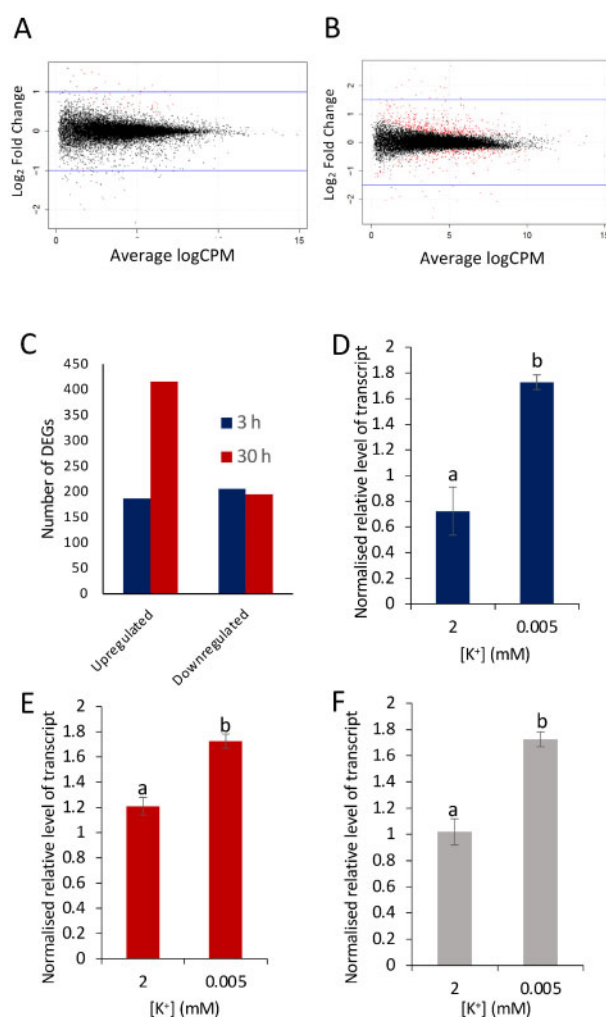 A
B
Log₂ Fold Change
1
0
-1
-2
0
5
10
15
Average logCPM
Log₂ Fold Change
2
1
0
-1
-2
0
5
10
15
Average logCPM
C
Number of DEGs
450
400
350
300
250
200
150
100
50
0
3 h
30 h
Upregulated
Downregulated
D
Normalised relative level of transcript
2
1.8
1.6
1.4
1.2
1
0.8
0.6
0.4
0.2
0
a
b
2
0.005
[K⁺] (mM)
E
Normalised relative level of transcript
2
1.8
1.6
1.4
1.2
1
0.8
0.6
0.4
0.2
0
a
b
2
0.005
[K⁺] (mM)
F
Normalised relative level of transcript
2
1.8
1.6
1.4
1.2
1
0.8
0.6
0.4
0.2
0
a
b
2
0.005
[K⁺] (mM)